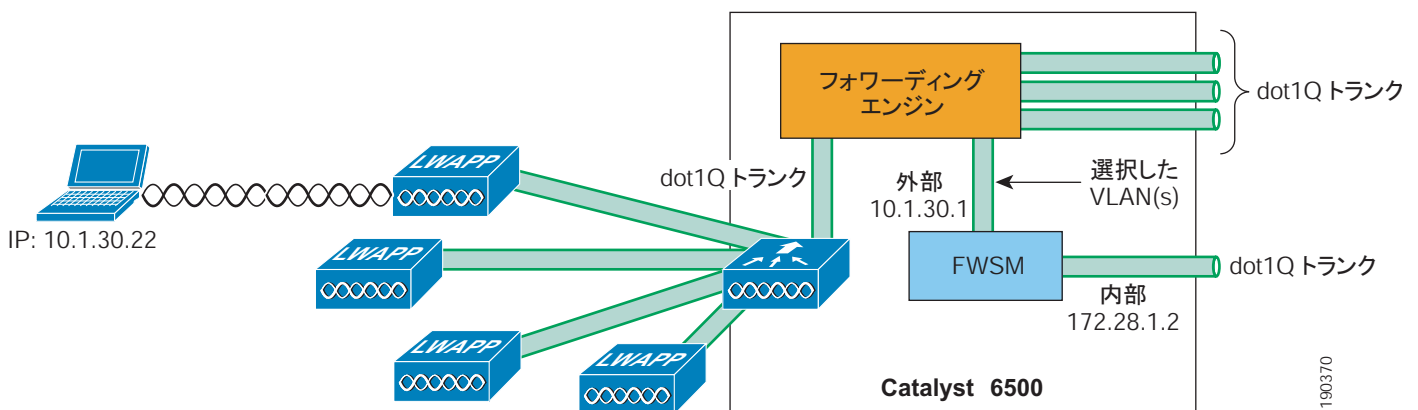 フォワーディング
エンジン
dot1Q トランク
LWAPP
dot1Q トランク
外部
10.1.30.1
選択した
VLAN(s)
IP: 10.1.30.22
LWAPP
FWSM
dot1Q トランク
内部
172.28.1.2
LWAPP
LWAPP
Catalyst 6500
190370